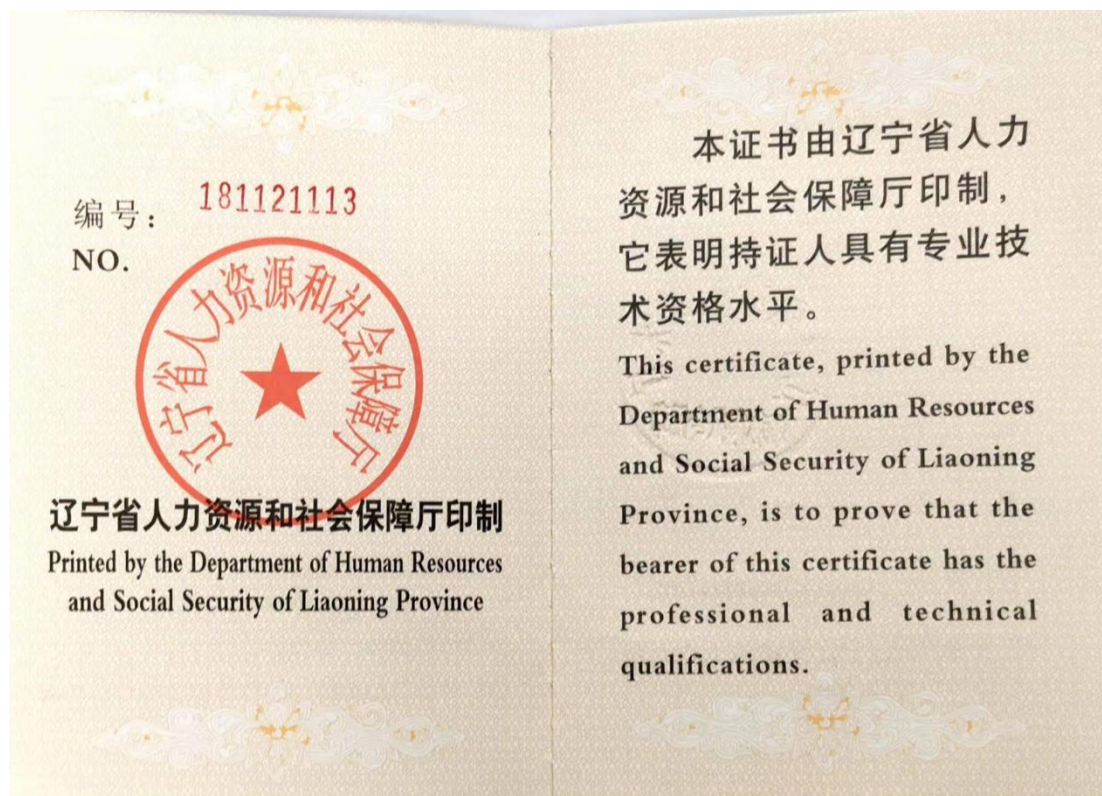 编号：
181121113
NO.
辽宁省人力资源和社会保障厅
辽宁省人力资源和社会保障厅印制
Printed by the Department of Human Resources
and Social Security of Liaoning Province
本证书由辽宁省人力
资源和社会保障厅印制，
它表明持证人具有专业技
术资格水平。
This certificate, printed by the
Department of Human Resources
and Social Security of Liaoning
Province, is to prove that the
bearer of this certificate has the
professional and technical
qualifications.